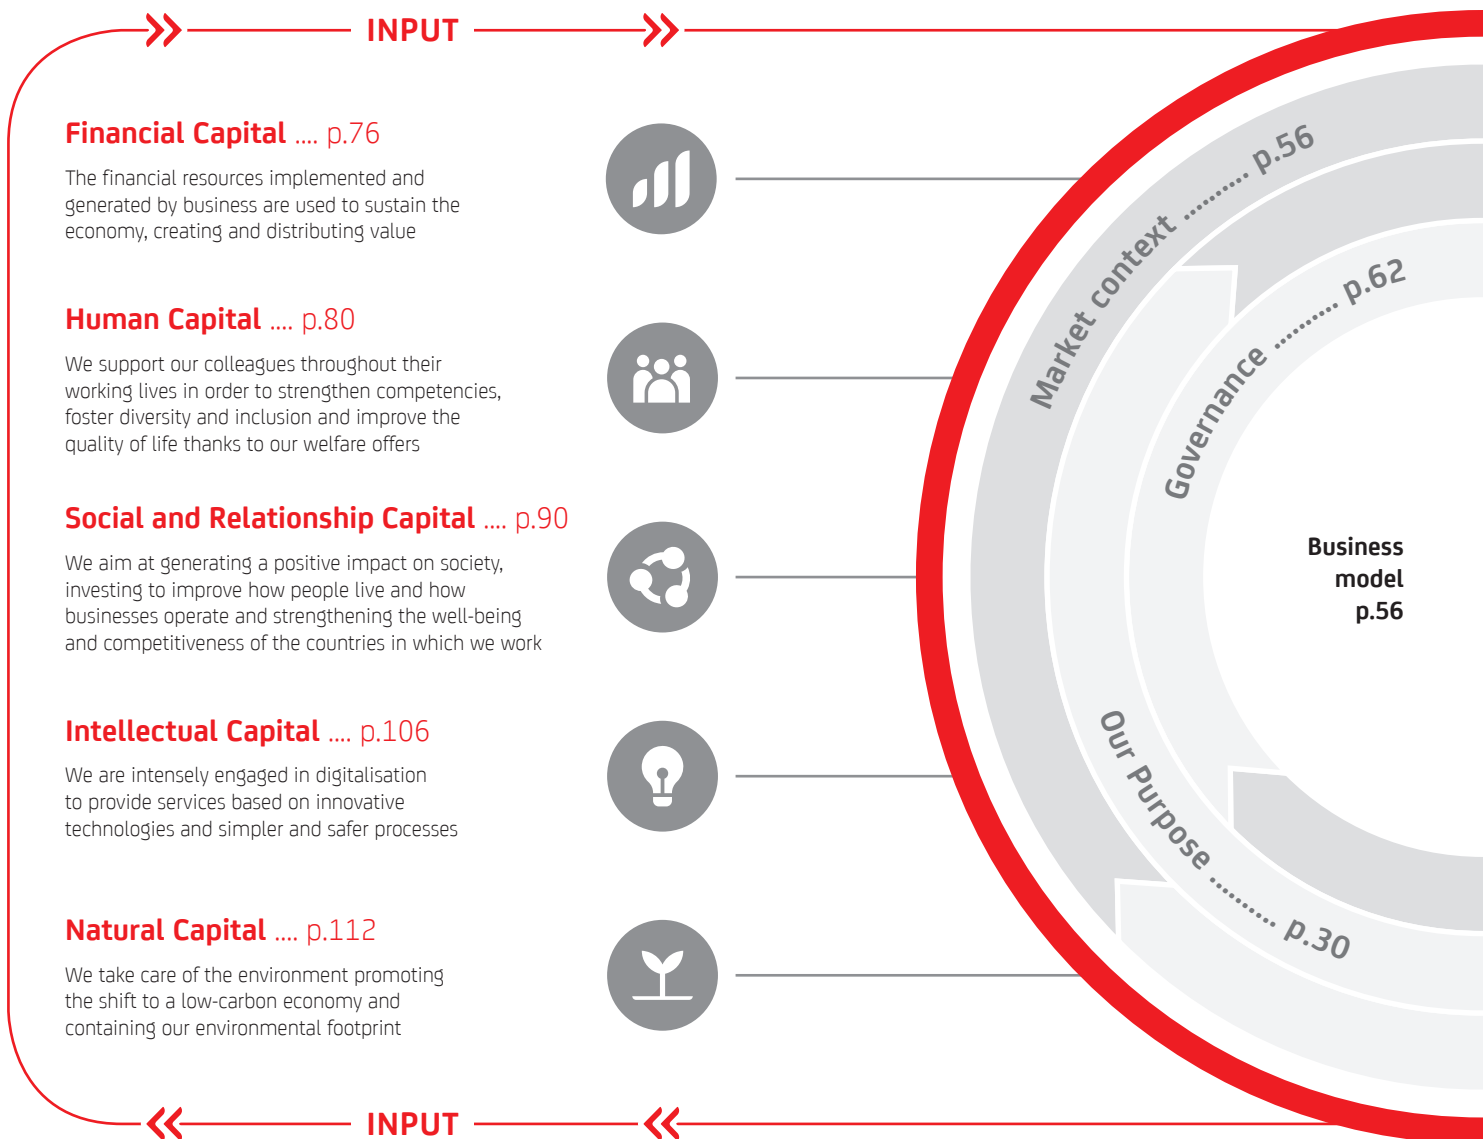 INPUT
Financial Capital .... p.76
The financial resources implemented and
generated by business are used to sustain the
economy, creating and distributing value
Human Capital .... p.80
We support our colleagues throughout their
working lives in order to strengthen competencies,
foster diversity and inclusion and improve the
quality of life thanks to our welfare offers
Social and Relationship Capital .... p.90
We aim at generating a positive impact on society,
investing to improve how people live and how
businesses operate and strengthening the well-being
and competitiveness of the countries in which we work
Intellectual Capital .... p.106
We are intensely engaged in digitalisation
to provide services based on innovative
technologies and simpler and safer processes
Natural Capital .... p.112
We take care of the environment promoting
the shift to a low-carbon economy and
containing our environmental footprint
INPUT
Market context .......... p.56
Governance .......... p.62
Our Purpose .......... p.30
Business
model
p.56